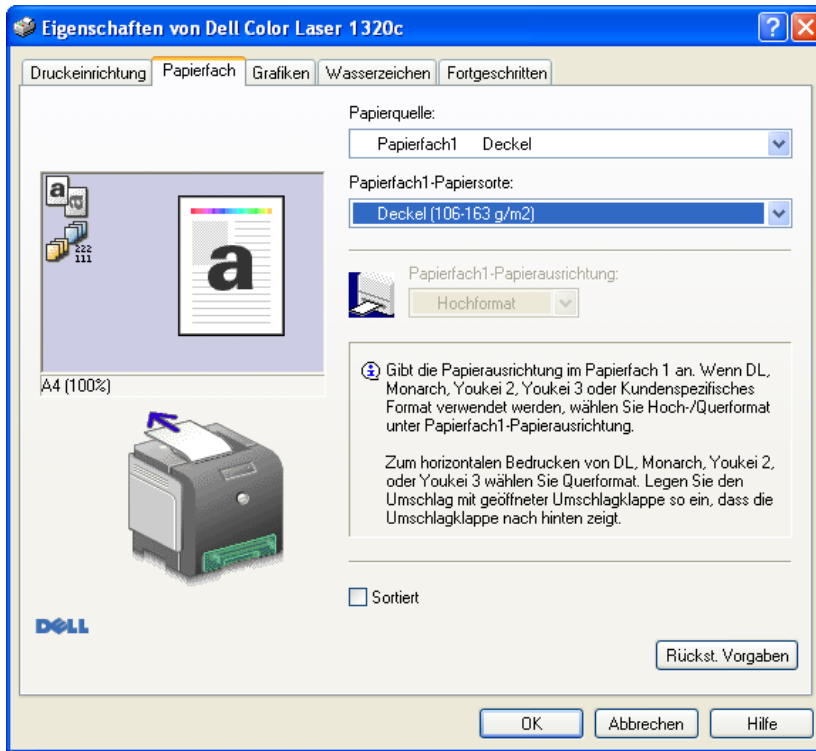 Eigenschaften von Dell Color Laser 1320c
Druckeinrichtung Papierfach Grafiken Wasserzeichen Fortgeschritten
Papierquelle:
Papierfach1 Deckel
Papierfach1-Papiersorte:
Deckel (106-163 g/m2)
a a
222
111
a
Papierfach1-Papierausrichtung:
Hochformat
A4 (100%)
Gibt die Papierausrichtung im Papierfach 1 an. Wenn DL,
Monarch, Youkei 2, Youkei 3 oder Kundenspezifisches
Format verwendet werden, wählen Sie Hoch-/Querformat
unter Papierfach1-Papierausrichtung.
Zum horizontalen Bedrucken von DL, Monarch, Youkei 2,
oder Youkei 3 wählen Sie Querformat. Legen Sie den
Umschlag mit geöffneter Umschlagklappe so ein, dass die
Umschlagklappe nach hinten zeigt.
Sortiert
DELL
Rückst. Vorgaben
OK Abbrechen Hilfe